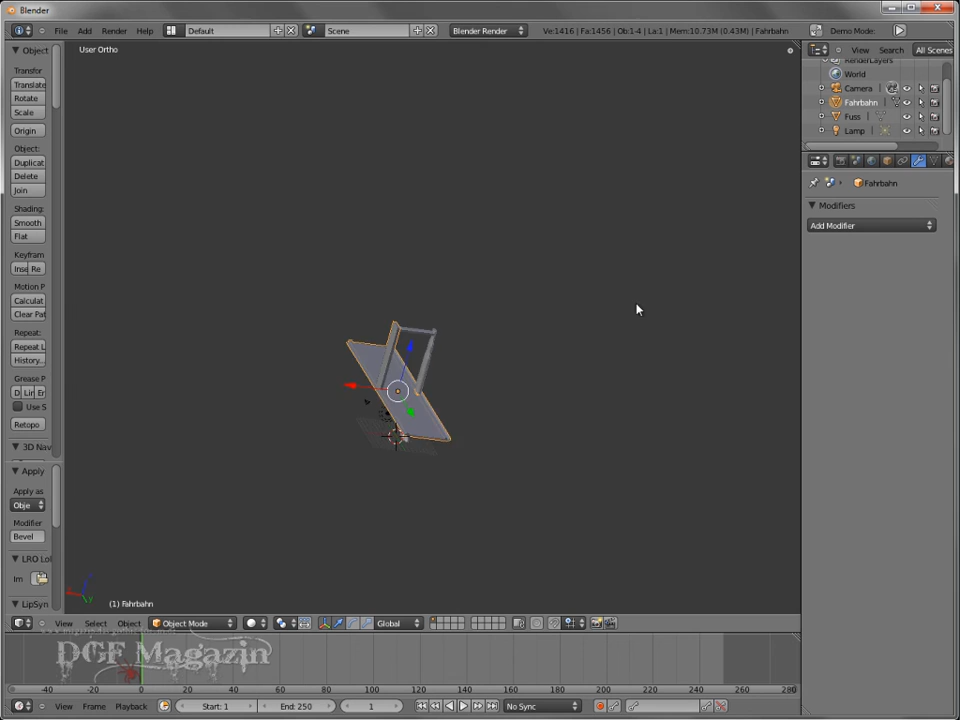 Blender
File Add Render Help Default Scene Blender Render Ve:1416 | Fa:1456 | Ob:1-4 | La:1 | Mem:10.73M (0.43M) | Fahrbahn Demo Mode:
Object
User Ortho
View Search All Scenes
RenderLayers
World
Camera
Fahrbahn
Fuss
Lamp
Transfor
Translate
Rotate
Scale
Origin
Object:
Duplicat
Delete
Join
Shading:
Smooth
Flat
Keyfram
Inse Re
Motion P
Calculat
Clear Pat
Repeat:
Repeat L
History...
Grease P
D Lin Er
Use S
Retopo
3D Nav
Apply
Apply as
Obje
Modifier
Bevel
LRO Lol
Im
LipSyn
Fahrbahn
Modifiers
Add Modifier
(1) Fahrbahn
View Select Object Object Mode Global
DGF Magazin
-40 -20 0 20 40 60 80 100 120 140 160 180 200 220 240 260 280
View Frame Playback Start: 1 End: 250 1 No Sync